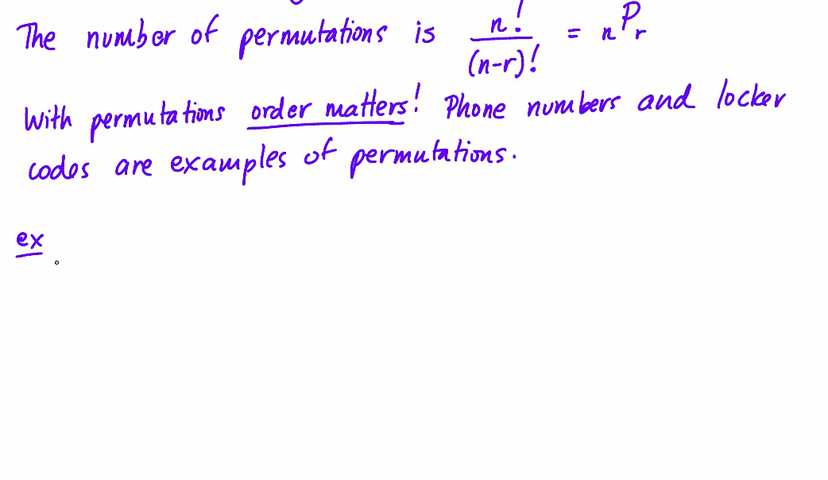 The number of permutations is n!/(n-r)! = nPr
With permutations order matters! Phone numbers and locker
codes are examples of permutations.
ex